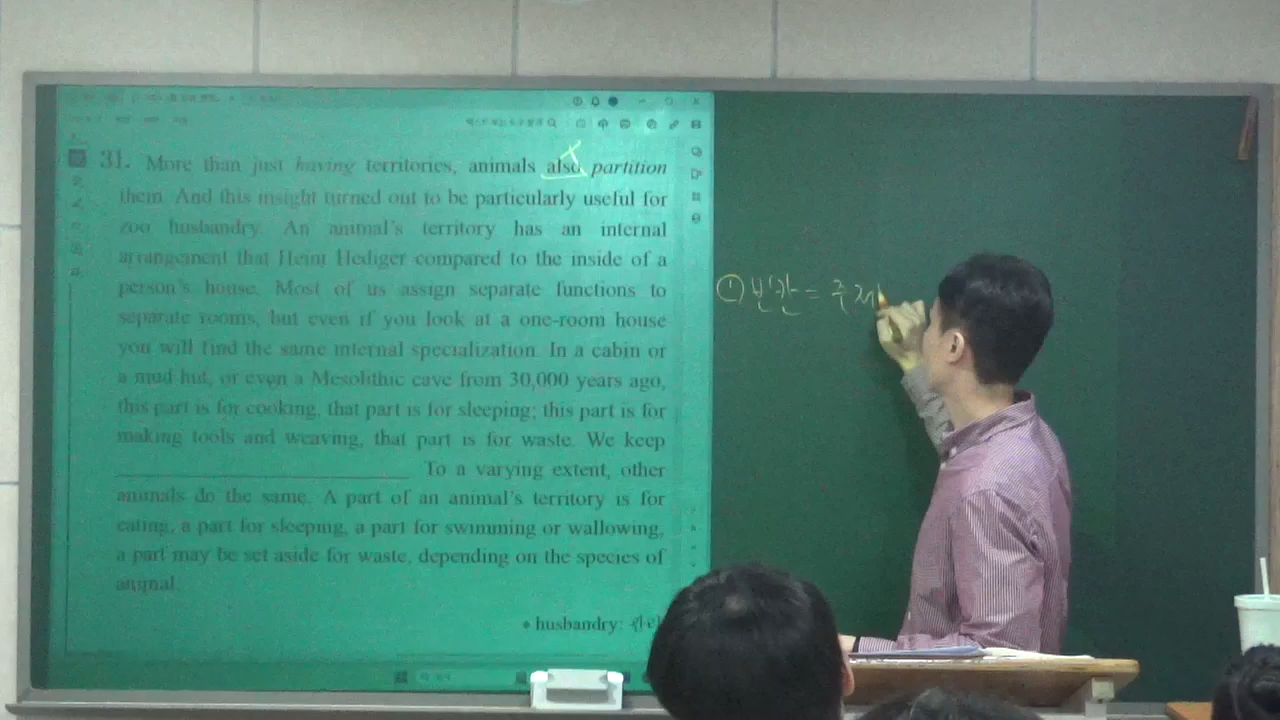 31. More than just having territories, animals also partition
them. And this insight turned out to be particularly useful for
zoo husbandry. An animal's territory has an internal
arrangement that Heini Hediger compared to the inside of a
person's house. Most of us assign separate functions to
separate rooms, but even if you look at a one-room house
you will find the same internal specialization. In a cabin or
a mud hut, or even a Mesolithic cave from 30,000 years ago,
this part is for cooking, that part is for sleeping; this part is for
making tools and weaving, that part is for waste. We keep
____________________ To a varying extent, other
animals do the same. A part of an animal's territory is for
eating, a part for sleeping, a part for swimming or wallowing,
a part may be set aside for waste, depending on the species of
animal.
* husbandry:
① 빈칸 = 주제